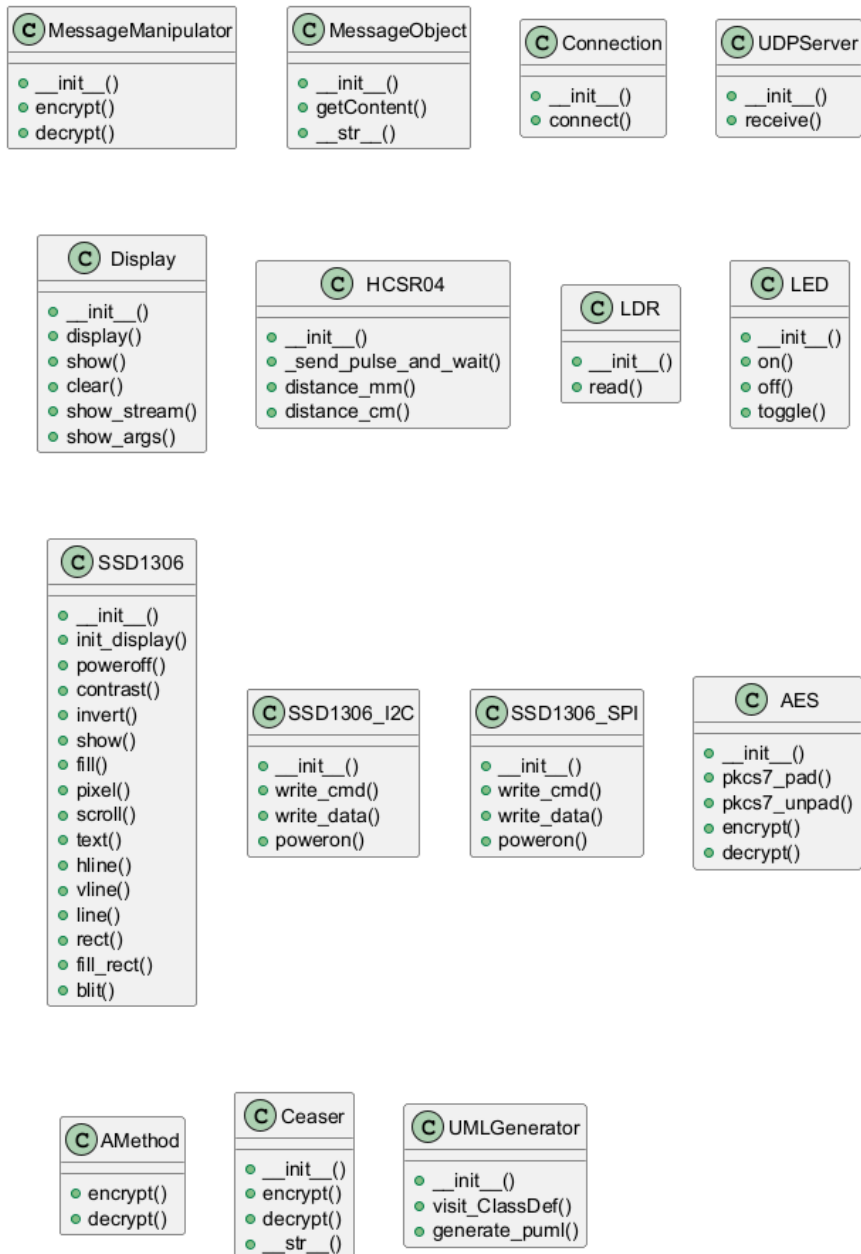 C MessageManipulator
__init__()
encrypt()
decrypt()
C MessageObject
__init__()
getContent()
__str__()
C Connection
__init__()
connect()
C UDPServer
__init__()
receive()
C Display
__init__()
display()
show()
clear()
show_stream()
show_args()
C HCSR04
__init__()
_send_pulse_and_wait()
distance_mm()
distance_cm()
C LDR
__init__()
read()
C LED
__init__()
on()
off()
toggle()
C SSD1306
__init__()
init_display()
poweroff()
contrast()
invert()
show()
fill()
pixel()
scroll()
text()
hline()
vline()
line()
rect()
fill_rect()
blit()
C SSD1306_I2C
__init__()
write_cmd()
write_data()
poweron()
C SSD1306_SPI
__init__()
write_cmd()
write_data()
poweron()
C AES
__init__()
pkcs7_pad()
pkcs7_unpad()
encrypt()
decrypt()
C AMethod
encrypt()
decrypt()
C Ceaser
__init__()
encrypt()
decrypt()
__str__()
C UMLGenerator
__init__()
visit_ClassDef()
generate_puml()